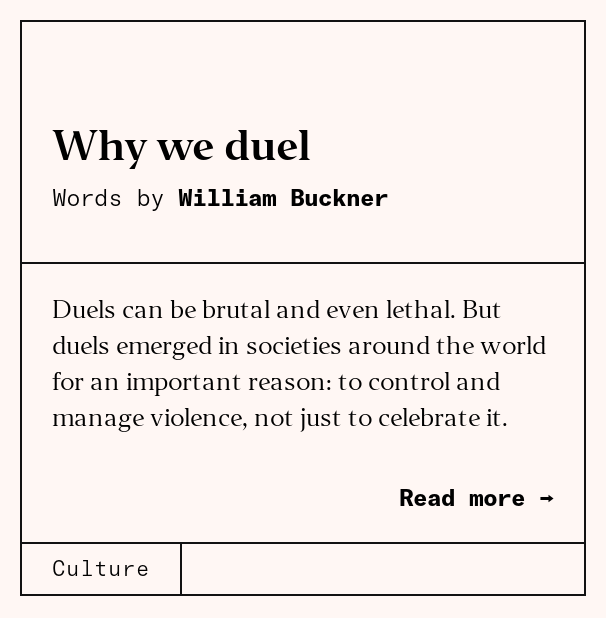 Why we duel
Words by William Buckner
Duels can be brutal and even lethal. But
duels emerged in societies around the world
for an important reason: to control and
manage violence, not just to celebrate it.
Read more →
Culture